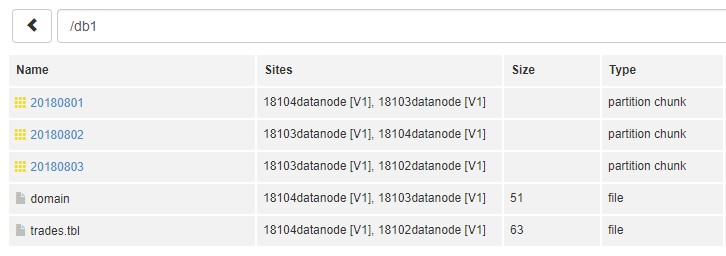 /db1
Name Sites Size Type
20180801 18104datanode [V1], 18103datanode [V1] partition chunk
20180802 18103datanode [V1], 18104datanode [V1] partition chunk
20180803 18103datanode [V1], 18102datanode [V1] partition chunk
domain 18104datanode [V1], 18103datanode [V1] 51 file
trades.tbl 18104datanode [V1], 18102datanode [V1] 63 file